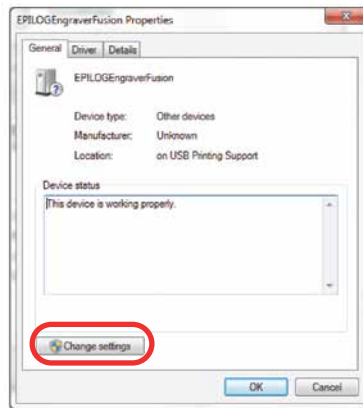 EPILOGEngraverFusion Properties
General Driver Details
EPILOGEngraverFusion
Device type: Other devices
Manufacturer: Unknown
Location: on USB Printing Support
Device status
This device is working properly.
Change settings
OK Cancel